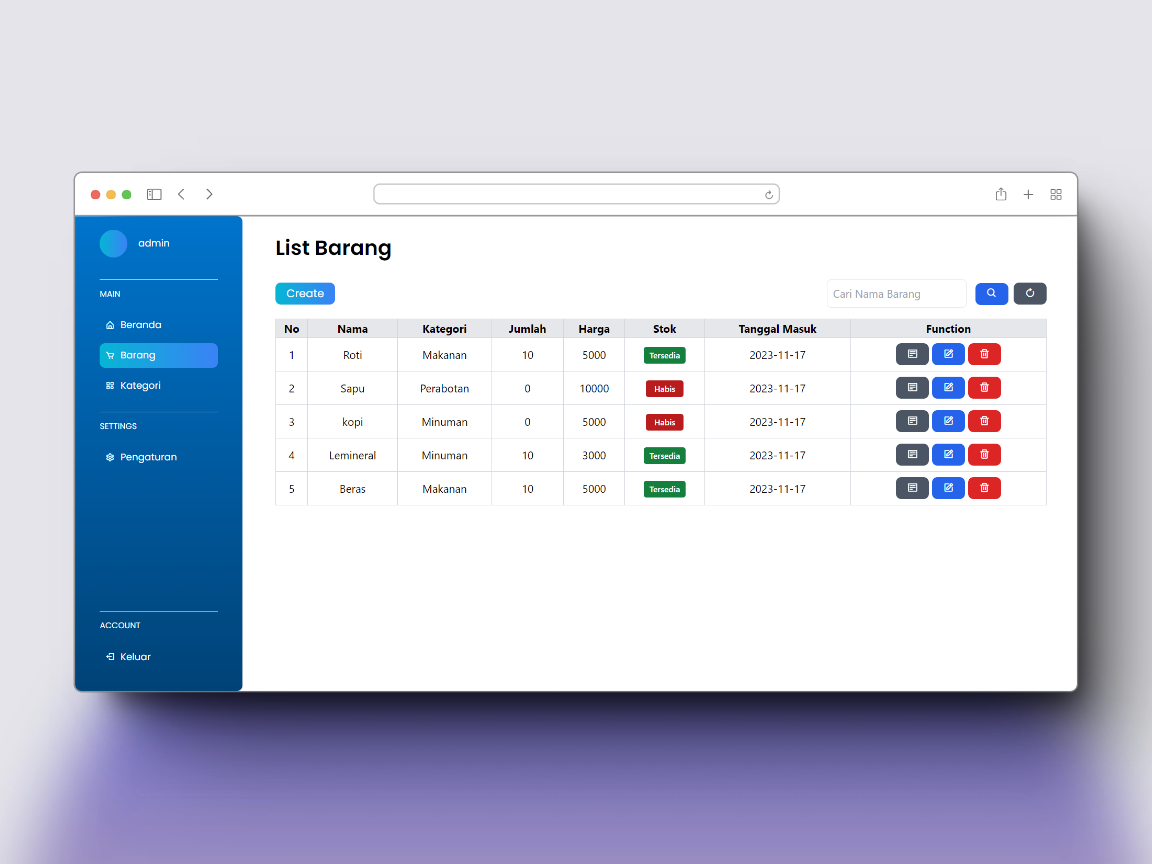 admin
MAIN
Beranda
Barang
Kategori
SETTINGS
Pengaturan
ACCOUNT
Keluar
List Barang
Create
Cari Nama Barang
No Nama Kategori Jumlah Harga Stok Tanggal Masuk Function
1 Roti Makanan 10 5000 Tersedia 2023-11-17
2 Sapu Perabotan 0 10000 Habis 2023-11-17
3 kopi Minuman 0 5000 Habis 2023-11-17
4 Lemineral Minuman 10 3000 Tersedia 2023-11-17
5 Beras Makanan 10 5000 Tersedia 2023-11-17